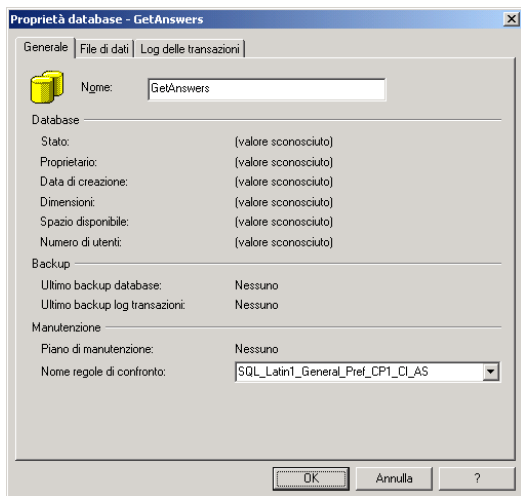 Proprietà database - GetAnswers
Generale File di dati Log delle transazioni
Nome: GetAnswers
Database
Stato: (valore sconosciuto)
Proprietario: (valore sconosciuto)
Data di creazione: (valore sconosciuto)
Dimensioni: (valore sconosciuto)
Spazio disponibile: (valore sconosciuto)
Numero di utenti: (valore sconosciuto)
Backup
Ultimo backup database: Nessuno
Ultimo backup log transazioni: Nessuno
Manutenzione
Piano di manutenzione: Nessuno
Nome regole di confronto: SQL_Latin1_General_Pref_CP1_CI_AS
OK Annulla ?